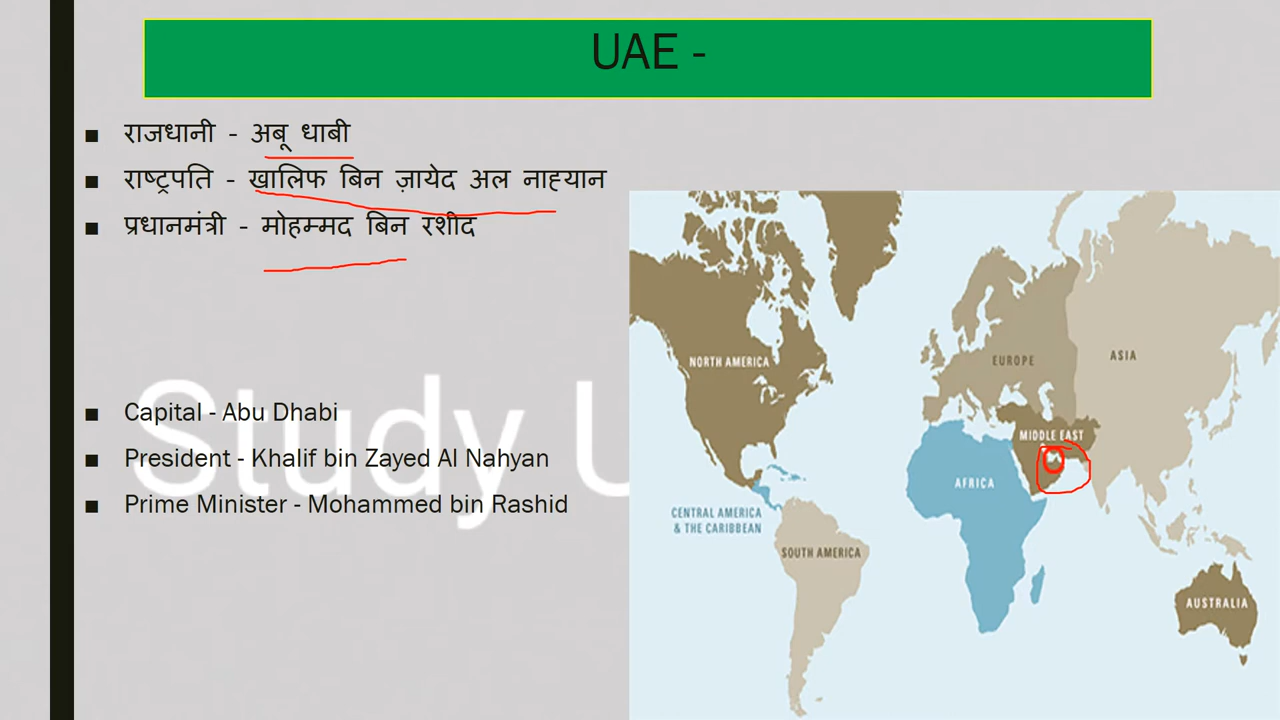 UAE -
■ राजधानी - अबू धाबी
■ राष्ट्रपति - खालिफ बिन ज़ायेद अल नाह्यान
■ प्रधानमंत्री - मोहम्मद बिन रशीद
Study U
■ Capital - Abu Dhabi
■ President - Khalif bin Zayed Al Nahyan
■ Prime Minister - Mohammed bin Rashid
NORTH AMERICA
EUROPE
ASIA
MIDDLE EAST
AFRICA
CENTRAL AMERICA
& THE CARIBBEAN
SOUTH AMERICA
AUSTRALIA